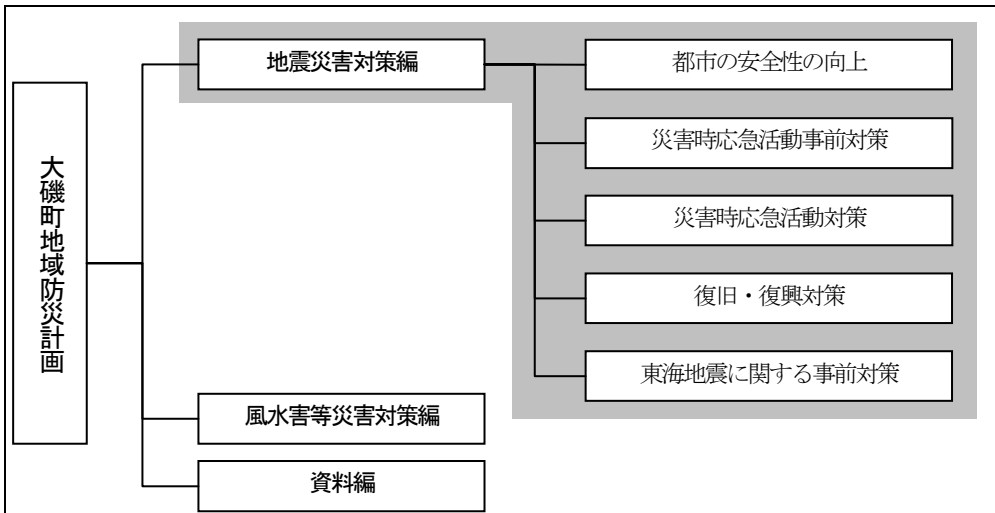 大磯町地域防災計画
地震災害対策編
都市の安全性の向上
災害時応急活動事前対策
災害時応急活動対策
復旧・復興対策
東海地震に関する事前対策
風水害等災害対策編
資料編